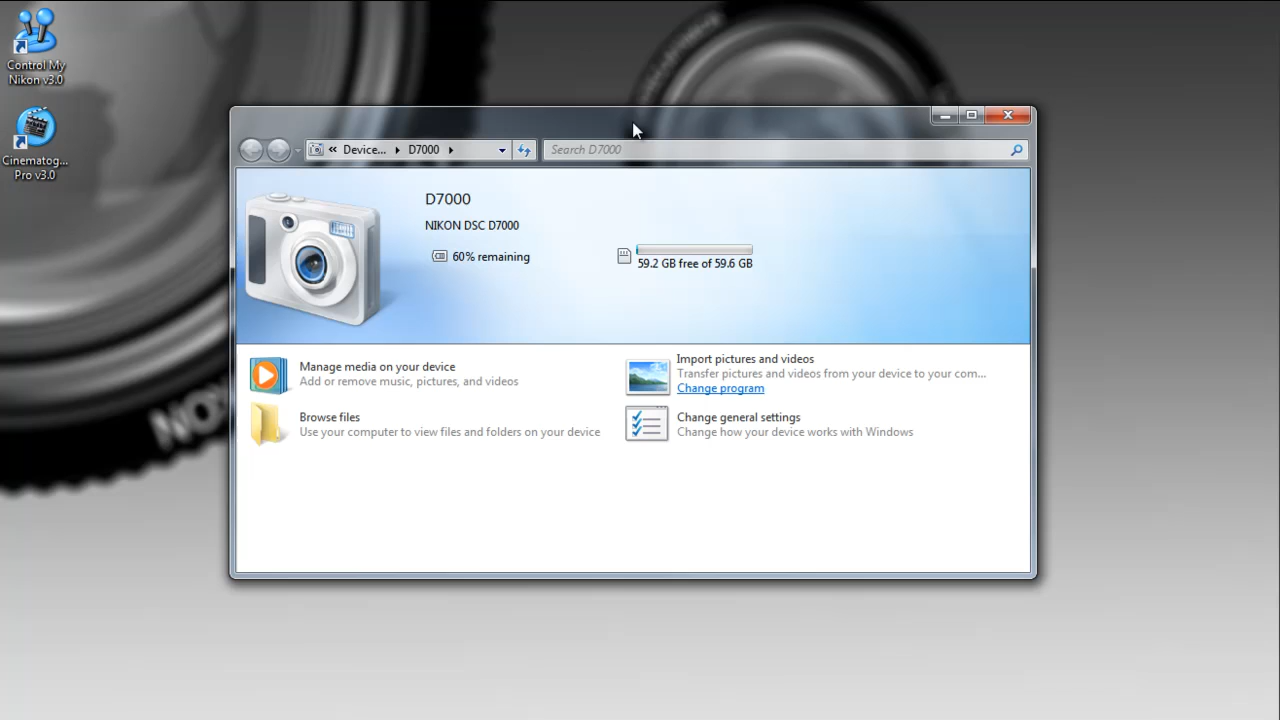 Control My
Nikon v3.0
Cinematog...
Pro v3.0
« Device... D7000
Search D7000
D7000
NIKON DSC D7000
60% remaining
59.2 GB free of 59.6 GB
Manage media on your device
Add or remove music, pictures, and videos
Import pictures and videos
Transfer pictures and videos from your device to your com...
Change program
Browse files
Use your computer to view files and folders on your device
Change general settings
Change how your device works with Windows